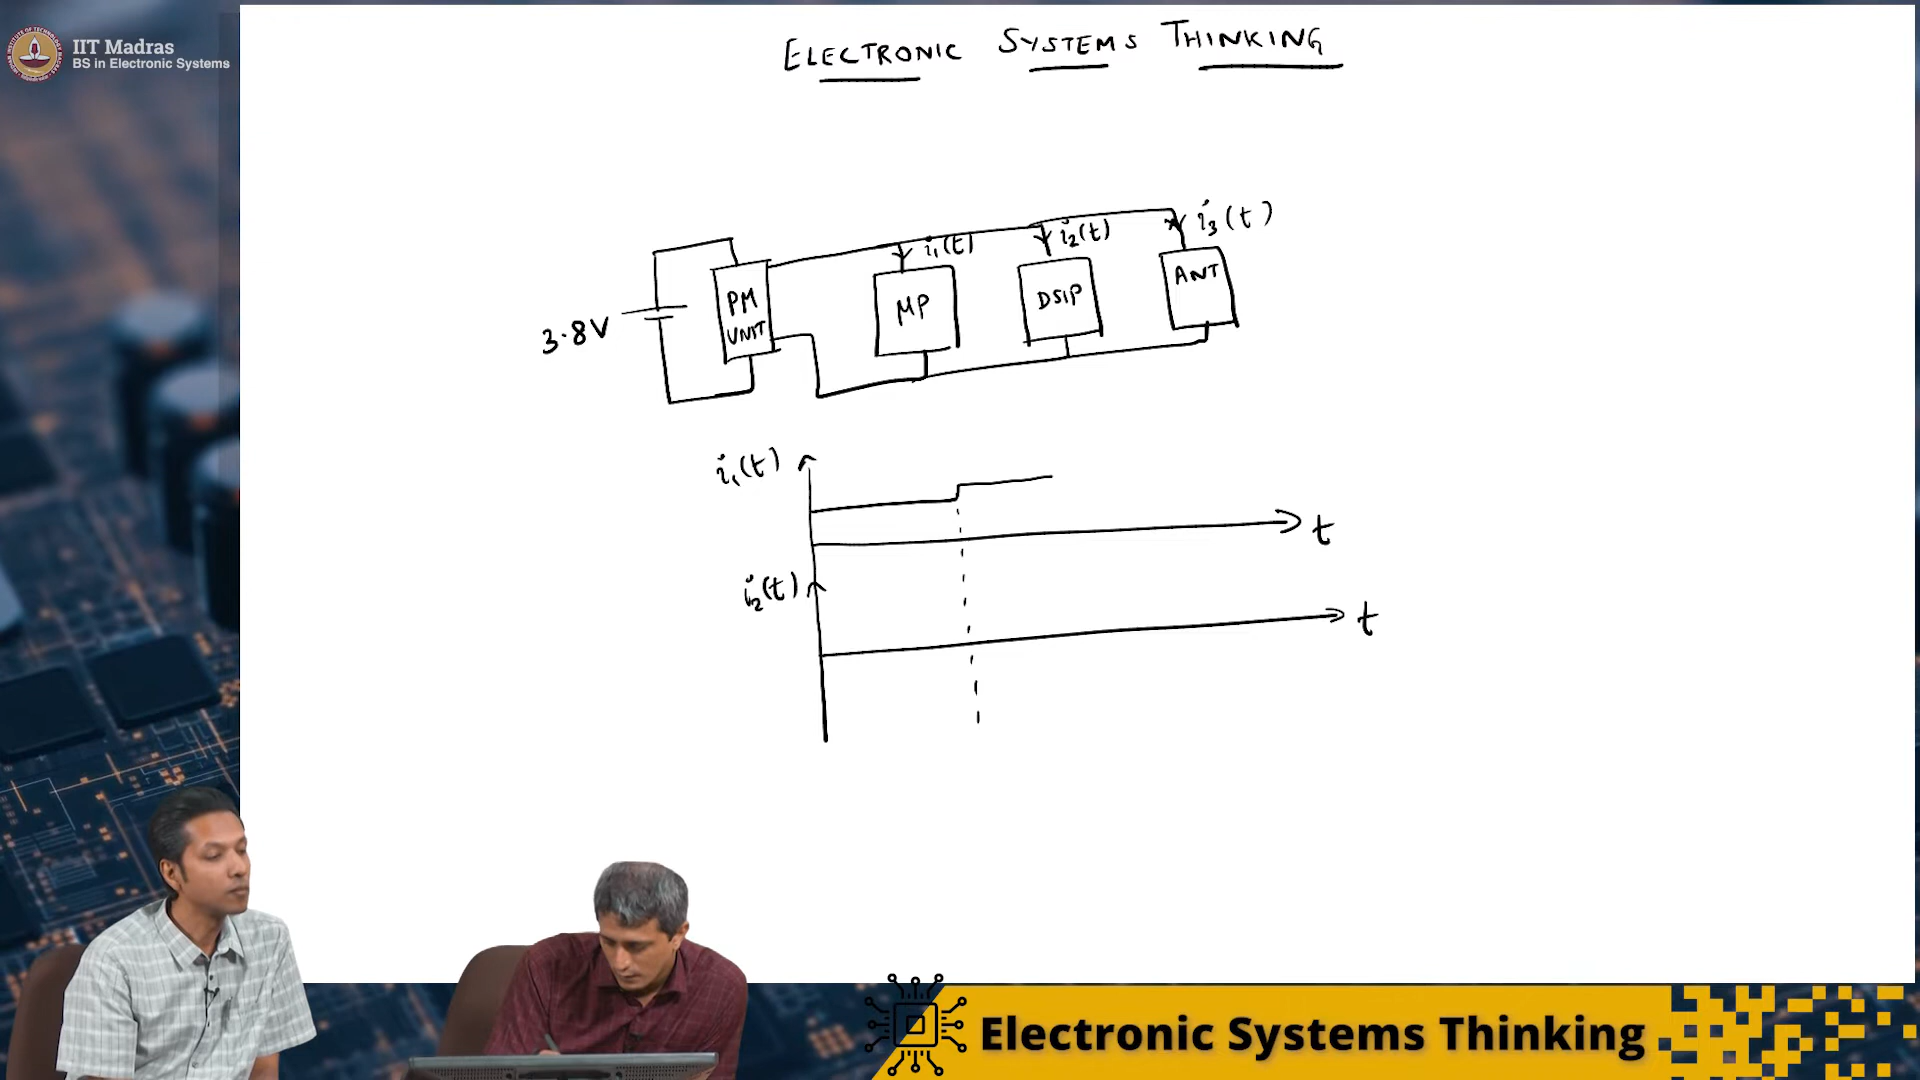 IIT Madras
BS in Electronic Systems
ELECTRONIC SYSTEMS THINKING
i₁(t)
i₂(t)
i₃(t)
3.8V
PM
UNIT
MP
DSIP
ANT
i₁(t)
t
i₂(t)
t
Electronic Systems Thinking